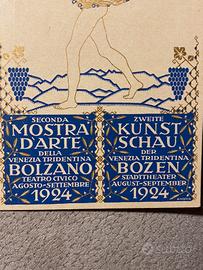 SECONDA
MOSTRA
D'ARTE
DELLA
VENEZIA TRIDENTINA
BOLZANO
TEATRO CIVICO
AGOSTO-SETTEMBRE
1924
ZWEITE
KUNST
SCHAU
DER
VENEZIA TRIDENTINA
BOZEN
STADTTHEATER
AUGUST-SEPTEMBER
1924